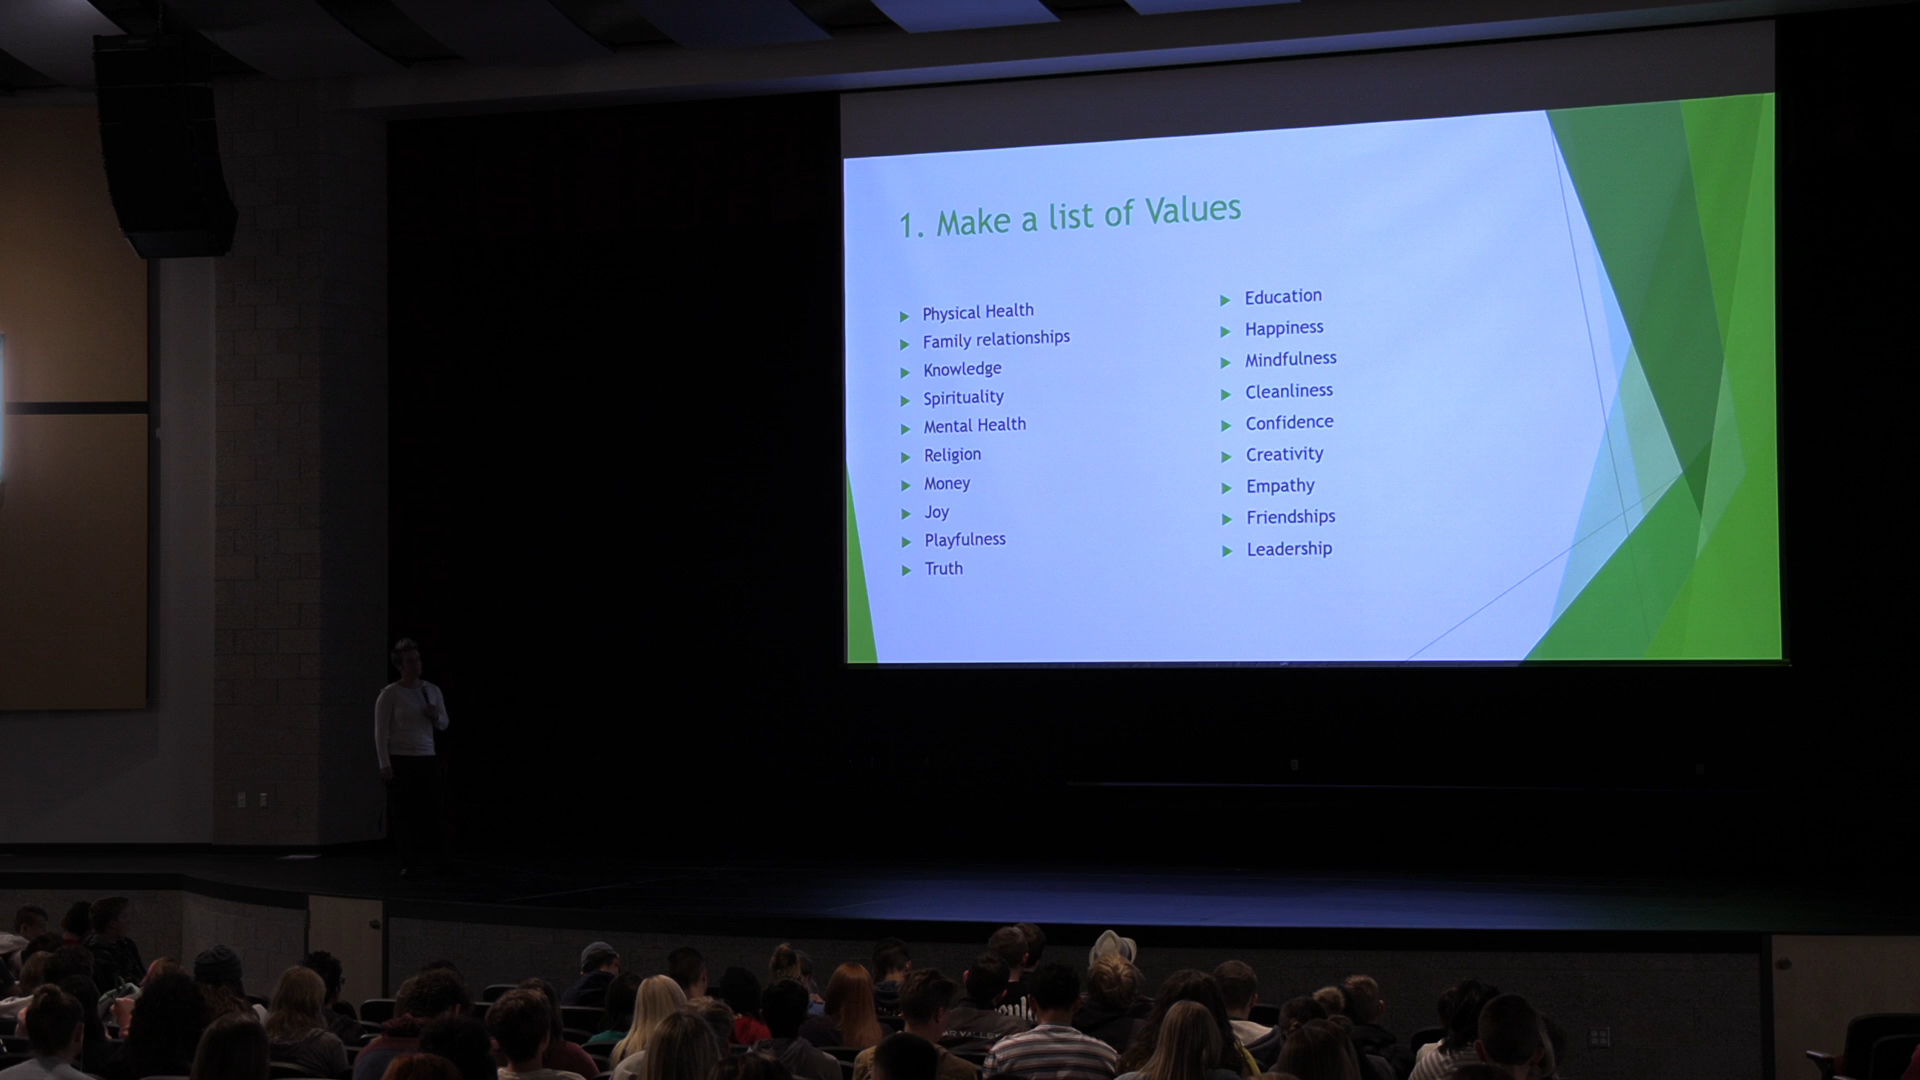 1. Make a list of Values
Physical Health
Family relationships
Knowledge
Spirituality
Mental Health
Religion
Money
Joy
Playfulness
Truth
Education
Happiness
Mindfulness
Cleanliness
Confidence
Creativity
Empathy
Friendships
Leadership